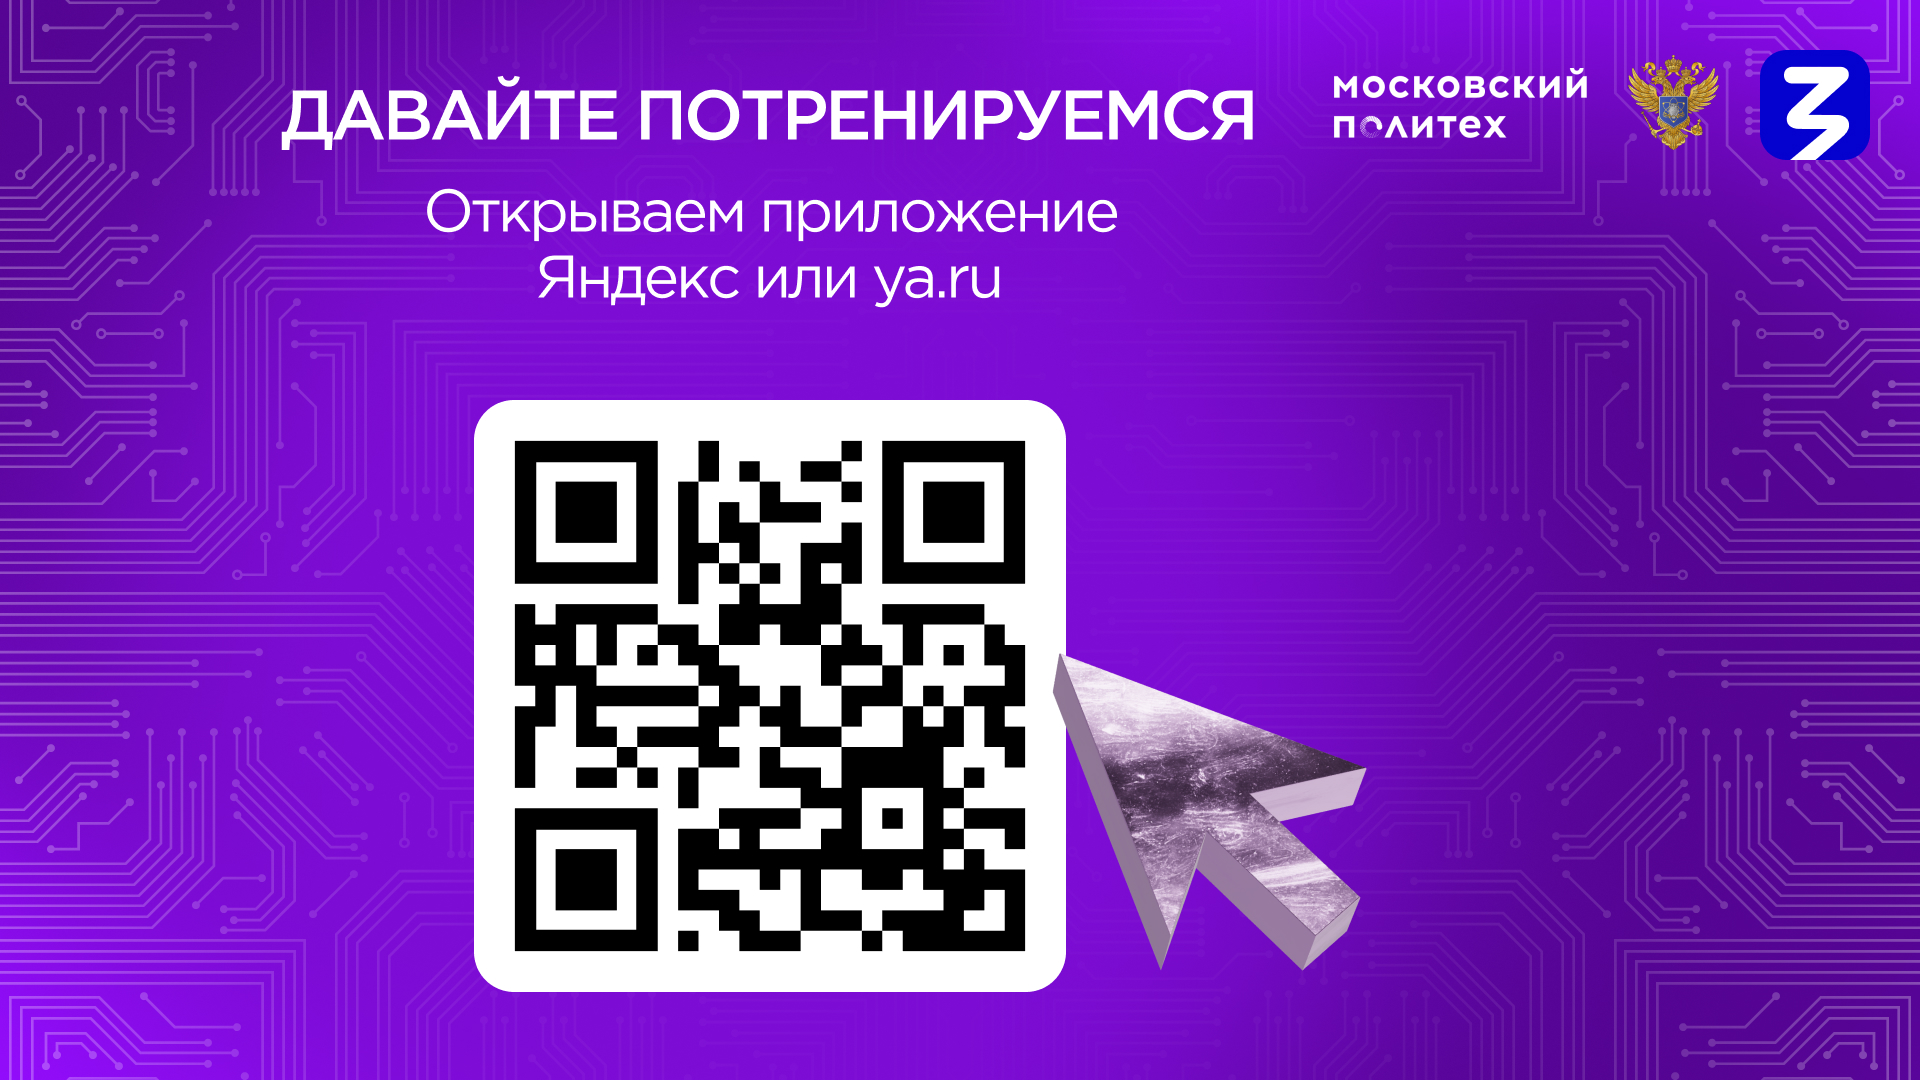 ДАВАЙТЕ ПОТРЕНИРУЕМСЯ
МОСКОВСКИЙ
ПОЛИТЕХ
Открываем приложение
Яндекс или ya.ru